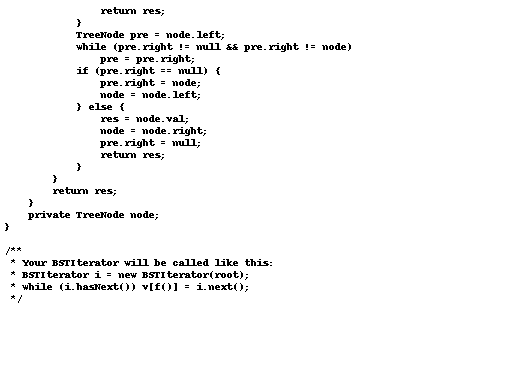 return res;
            }
            TreeNode pre = node.left;
            while (pre.right != null && pre.right != node)
                pre = pre.right;
            if (pre.right == null) {
                pre.right = node;
                node = node.left;
            } else {
                res = node.val;
                node = node.right;
                pre.right = null;
                return res;
            }
        }
        return res;
    }
    private TreeNode node;
}

/**
 * Your BSTIterator will be called like this:
 * BSTIterator i = new BSTIterator(root);
 * while (i.hasNext()) v[f()] = i.next();
 */